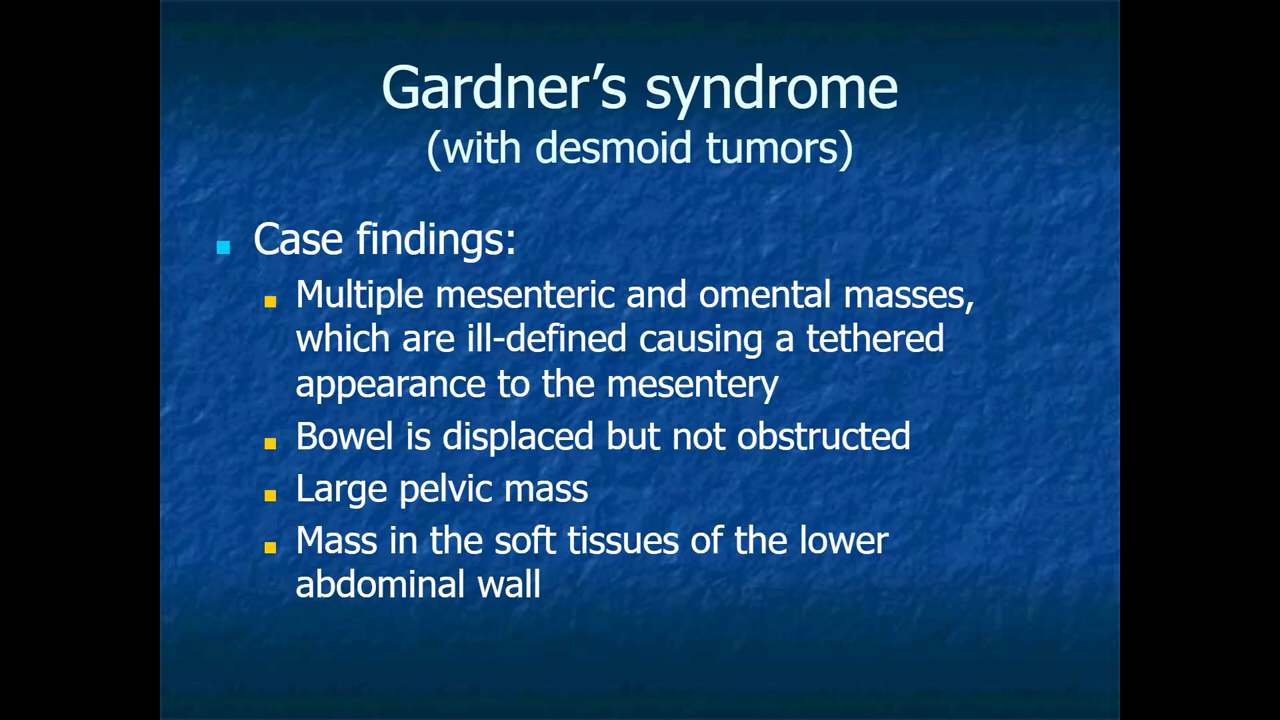 Gardner’s syndrome
(with desmoid tumors)
Case findings:
Multiple mesenteric and omental masses,
which are ill-defined causing a tethered
appearance to the mesentery
Bowel is displaced but not obstructed
Large pelvic mass
Mass in the soft tissues of the lower
abdominal wall